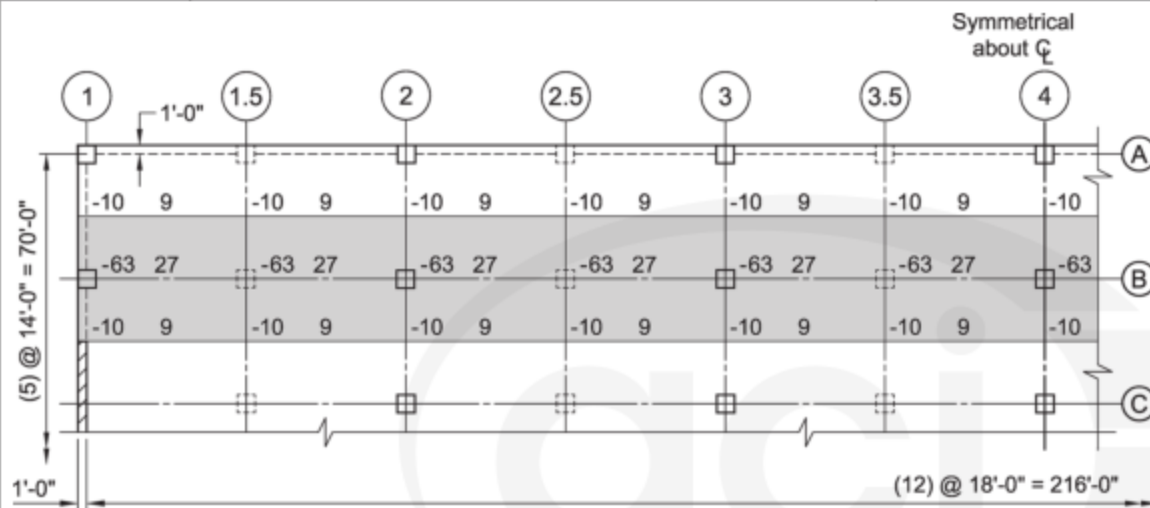 Symmetrical
about ℄
1 1.5 2 2.5 3 3.5 4
1'-0"
A
-10 9 -10 9 -10 9 -10 9 -10 9 -10 9 -10
-63 27 -63 27 -63 27 -63 27 -63 27 -63 27 -63
B
-10 9 -10 9 -10 9 -10 9 -10 9 -10 9 -10
(5) @ 14'-0" = 70'-0"
C
1'-0"
(12) @ 18'-0" = 216'-0"
aci